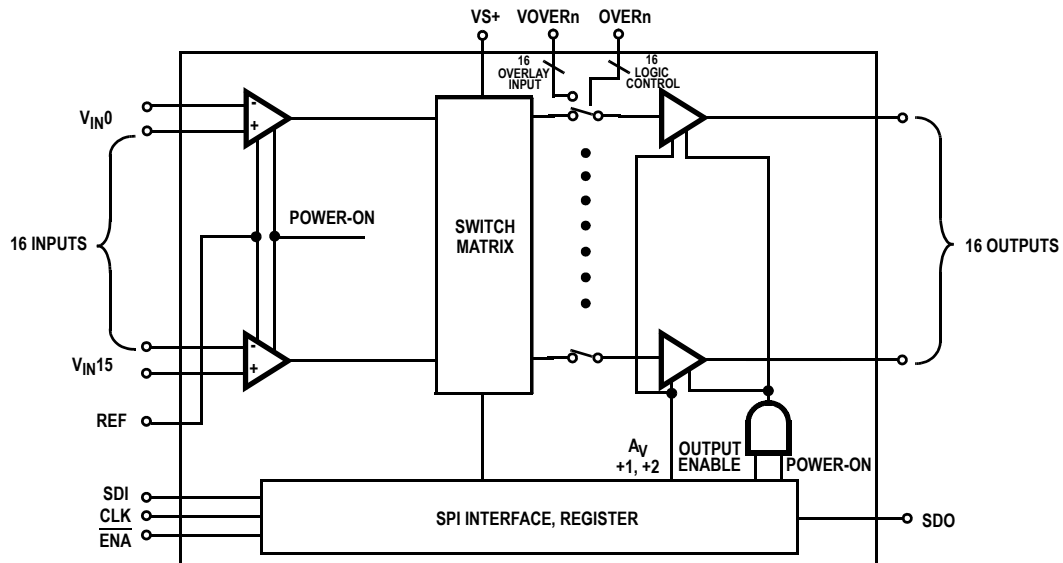 VS+ VOVERn OVERn
16
OVERLAY
INPUT
16
LOGIC
CONTROL
VIN0
-
+
POWER-ON
16 INPUTS
SWITCH
MATRIX
16 OUTPUTS
-
+
VIN15
REF
AV
+1, +2
OUTPUT
ENABLE
POWER-ON
SDI
CLK
ENA
SPI INTERFACE, REGISTER
SDO